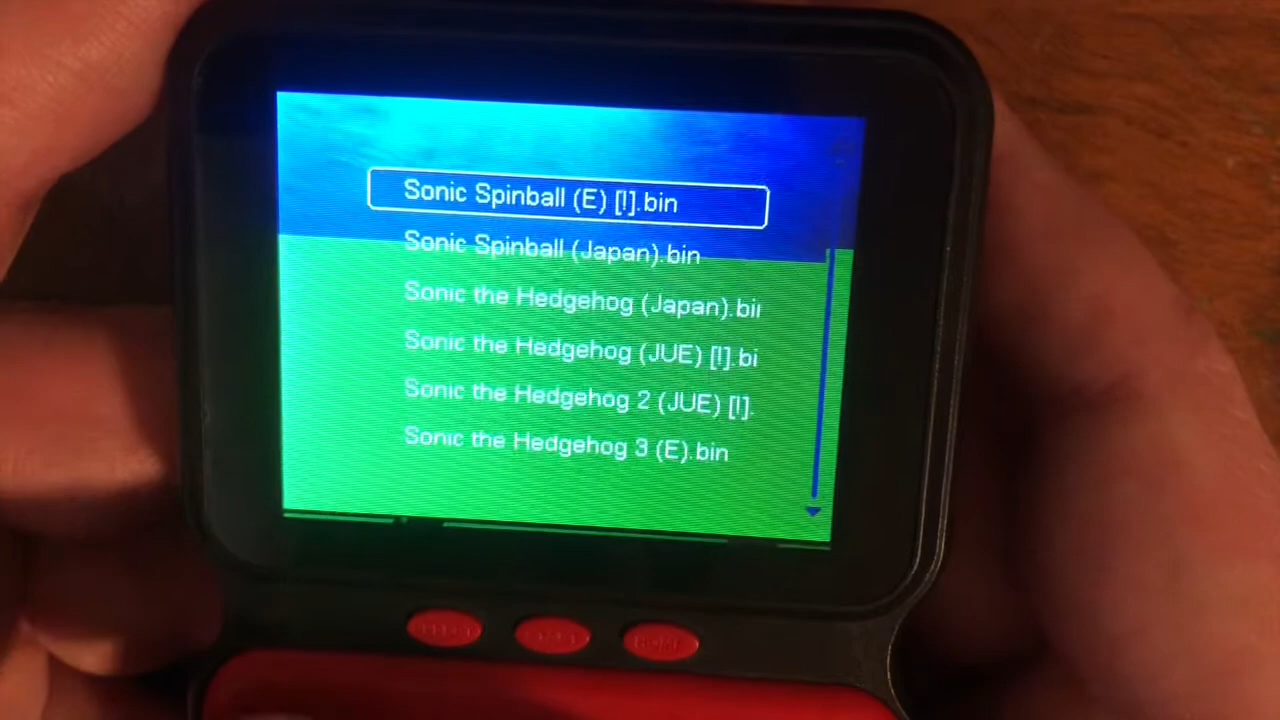 Sonic Spinball (E) [!].bin
Sonic Spinball (Japan).bin
Sonic the Hedgehog (Japan).bin
Sonic the Hedgehog (JUE) [!].bi
Sonic the Hedgehog 2 (JUE) [!].
Sonic the Hedgehog 3 (E).bin